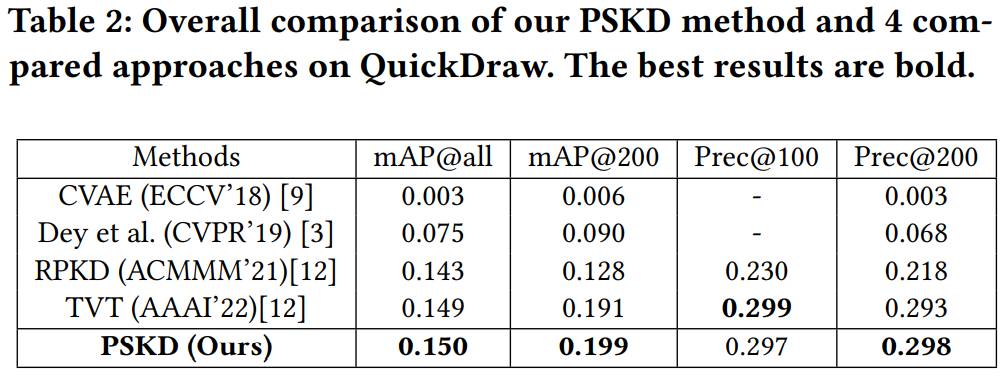 Table 2: Overall comparison of our PSKD method and 4 com-
pared approaches on QuickDraw. The best results are bold.
Methods mAP@all mAP@200 Prec@100 Prec@200
CVAE (ECCV'18) [9] 0.003 0.006 - 0.003
Dey et al. (CVPR'19) [3] 0.075 0.090 - 0.068
RPKD (ACMMM'21)[12] 0.143 0.128 0.230 0.218
TVT (AAAI'22)[12] 0.149 0.191 0.299 0.293
PSKD (Ours) 0.150 0.199 0.297 0.298